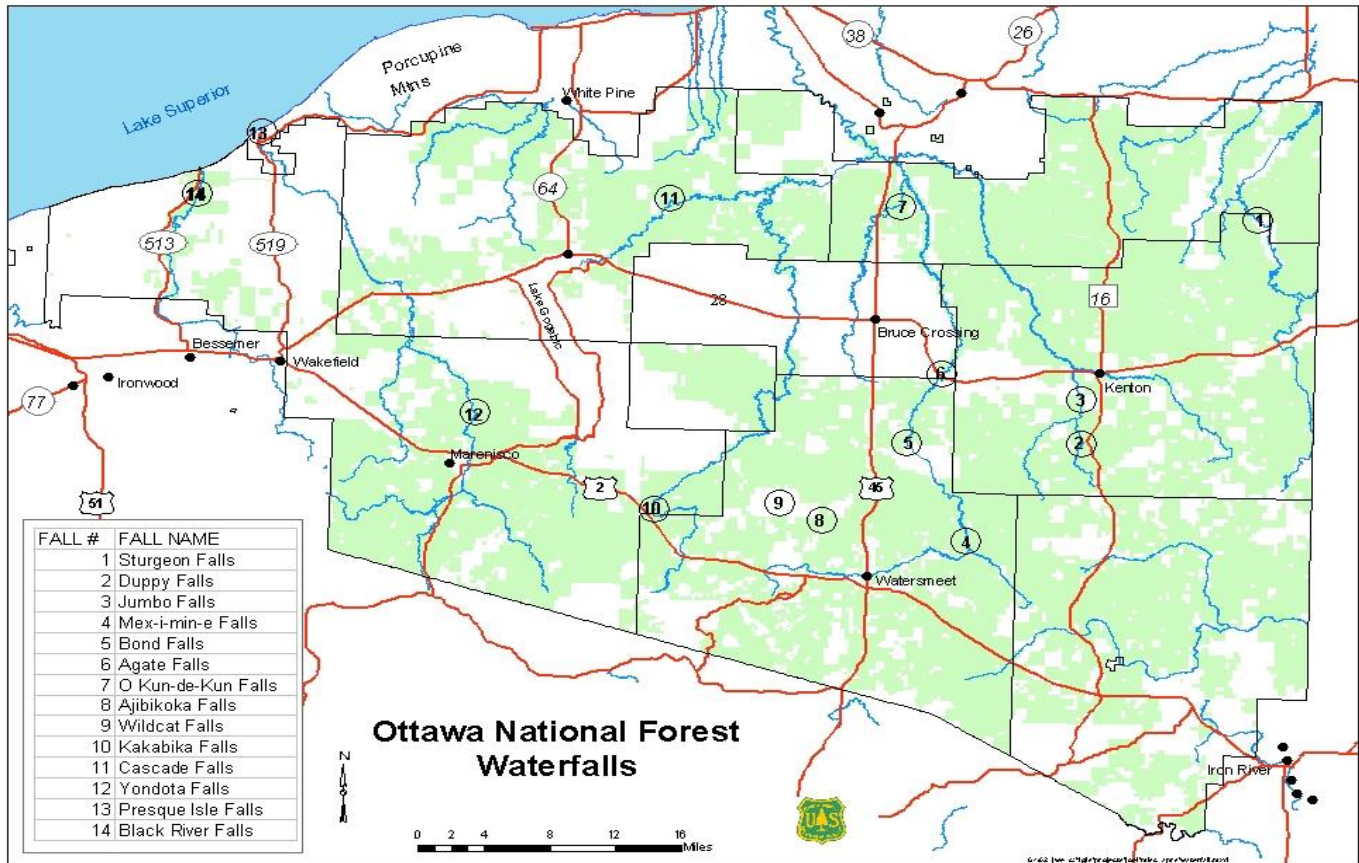 38
26
Porcupine
Mtns
White Pine
Lake Superior
13
14
64
11
7
1
513
519
Lake Gogebic
28
16
Bruce Crossing
Bessemer
Wakefield
Ironwood
77
6
Kenton
3
12
5
2
Marenisco
51
2
45
10
9
8
4
Watersmeet
FALL # FALL NAME
1 Sturgeon Falls
2 Duppy Falls
3 Jumbo Falls
4 Mex-i-min-e Falls
5 Bond Falls
6 Agate Falls
7 O Kun-de-Kun Falls
8 Ajibikoka Falls
9 Wildcat Falls
10 Kakabika Falls
11 Cascade Falls
12 Yondota Falls
13 Presque Isle Falls
14 Black River Falls
Ottawa National Forest
Waterfalls
N
0 2 4 8 12 16
Miles
U S
Iron River